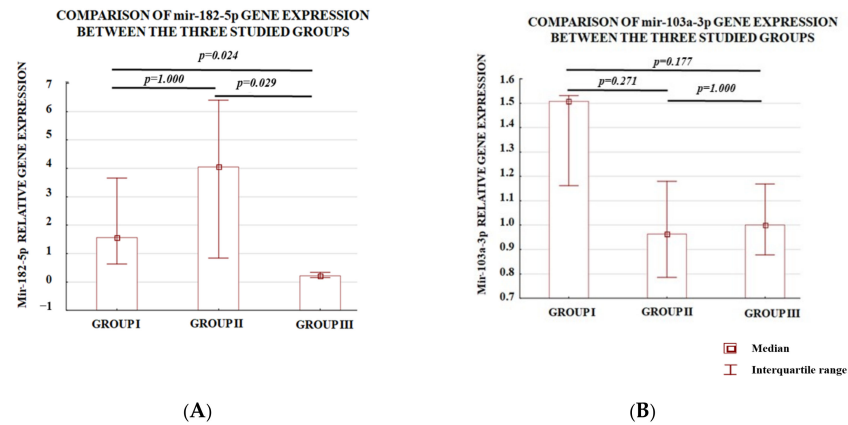 COMPARISON OF mir-182-5p GENE EXPRESSION
BETWEEN THE THREE STUDIED GROUPS
p=0.024
p=1.000
p=0.029
Mir-182-5p RELATIVE GENE EXPRESSION
7
6
5
4
3
2
1
0
−1
GROUP I
GROUP II
GROUP III
(A)
COMPARISON OF mir-103a-3p GENE EXPRESSION
BETWEEN THE THREE STUDIED GROUPS
p=0.177
p=0.271
p=1.000
Mir-103a-3p RELATIVE GENE EXPRESSION
1.6
1.5
1.4
1.3
1.2
1.1
1.0
0.9
0.8
0.7
GROUP I
GROUP II
GROUP III
Median
Interquartile range
(B)